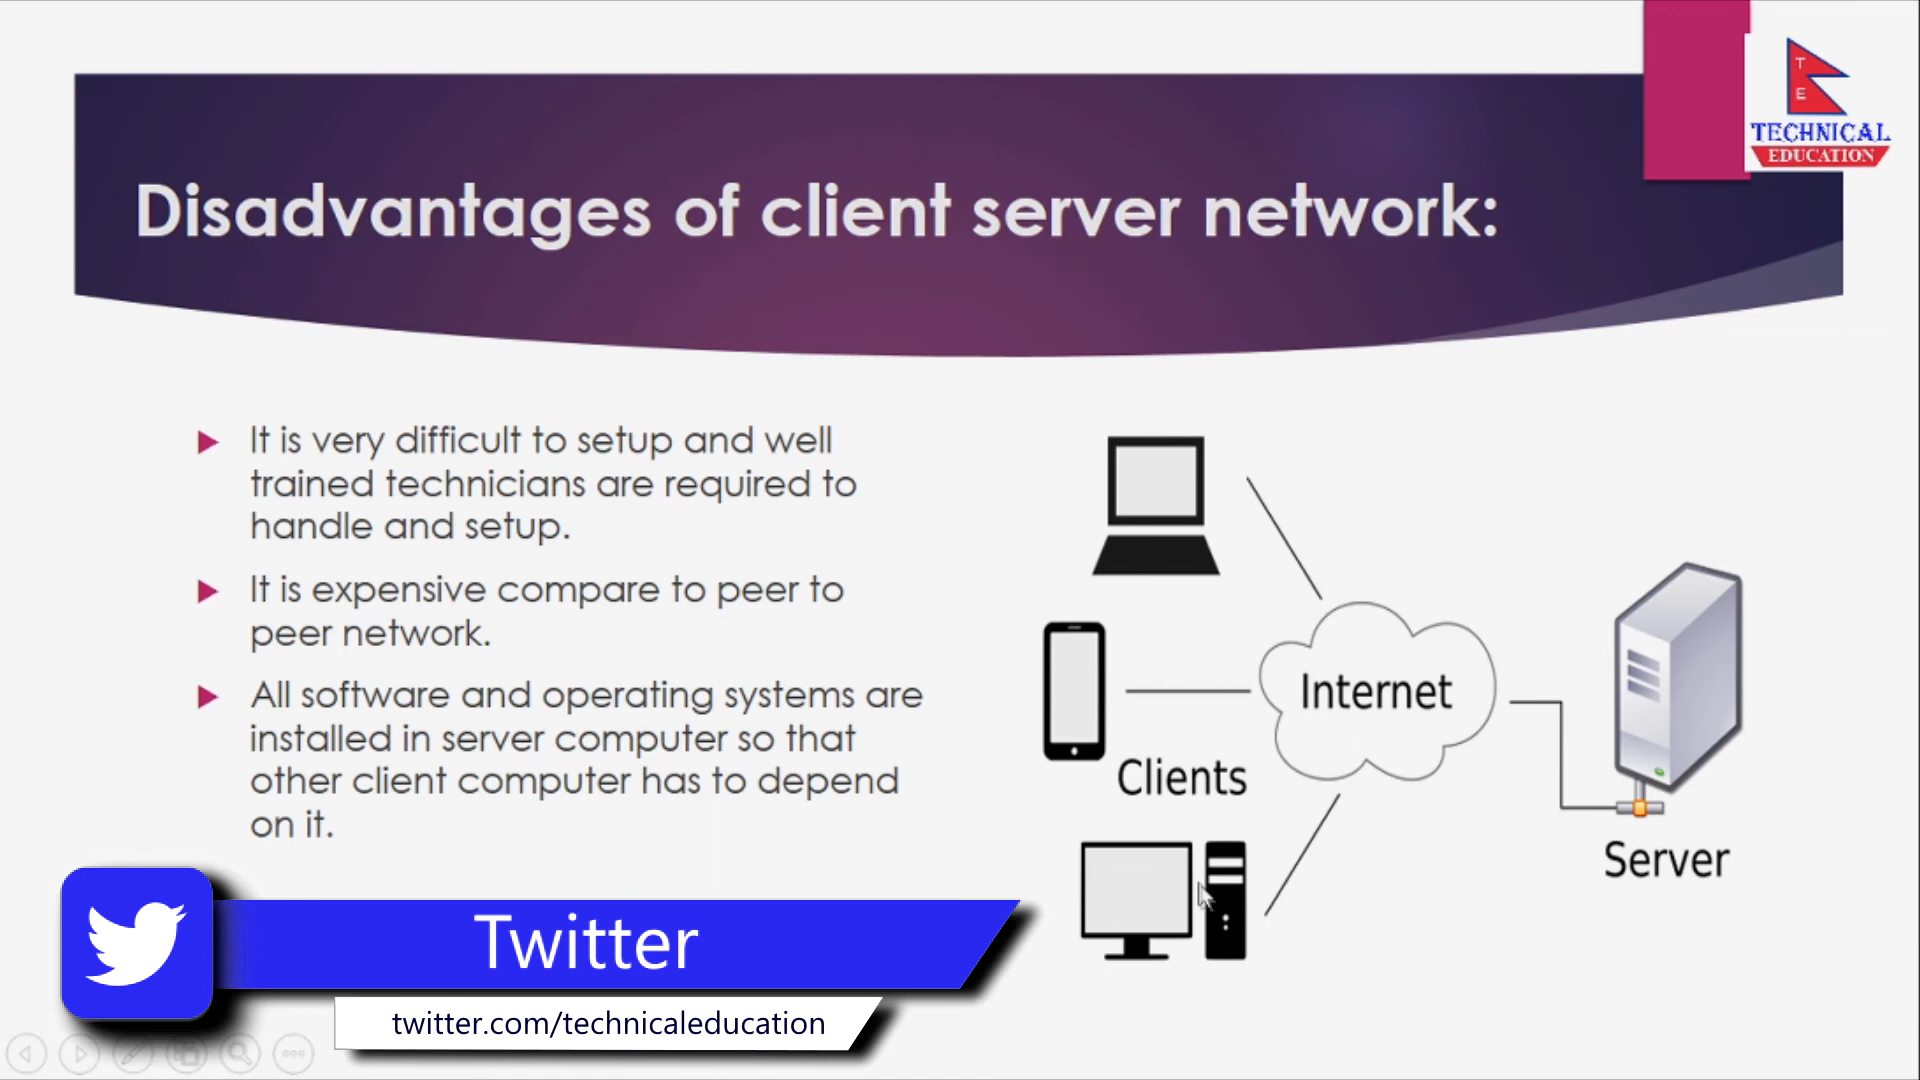 T
E
TECHNICAL
EDUCATION
Disadvantages of client server network:
It is very difficult to setup and well
trained technicians are required to
handle and setup.
It is expensive compare to peer to
peer network.
All software and operating systems are
installed in server computer so that
other client computer has to depend
on it.
Internet
Clients
Server
Twitter
twitter.com/technicaleducation